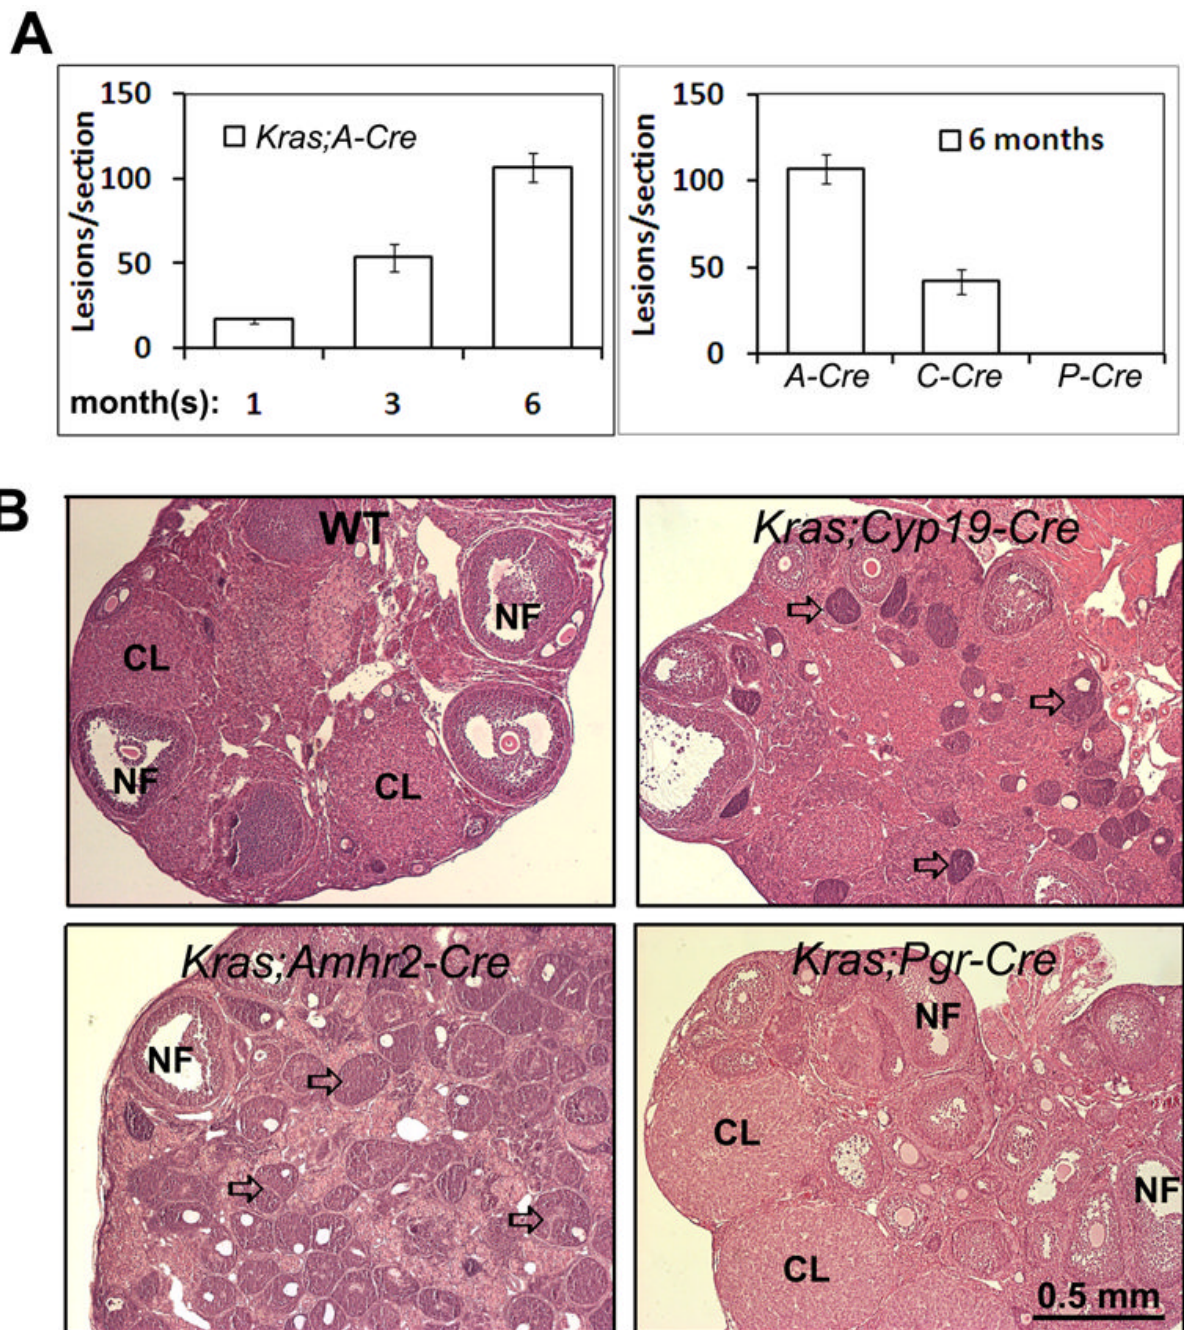 A
Lesions/section
150
100
50
0
Kras;A-Cre
month(s): 1 3 6
Lesions/section
150
100
50
0
6 months
A-Cre C-Cre P-Cre
B
WT
NF
CL
NF
CL
Kras;Cyp19-Cre
Kras;Amhr2-Cre
NF
Kras;Pgr-Cre
NF
CL
NF
CL
0.5 mm